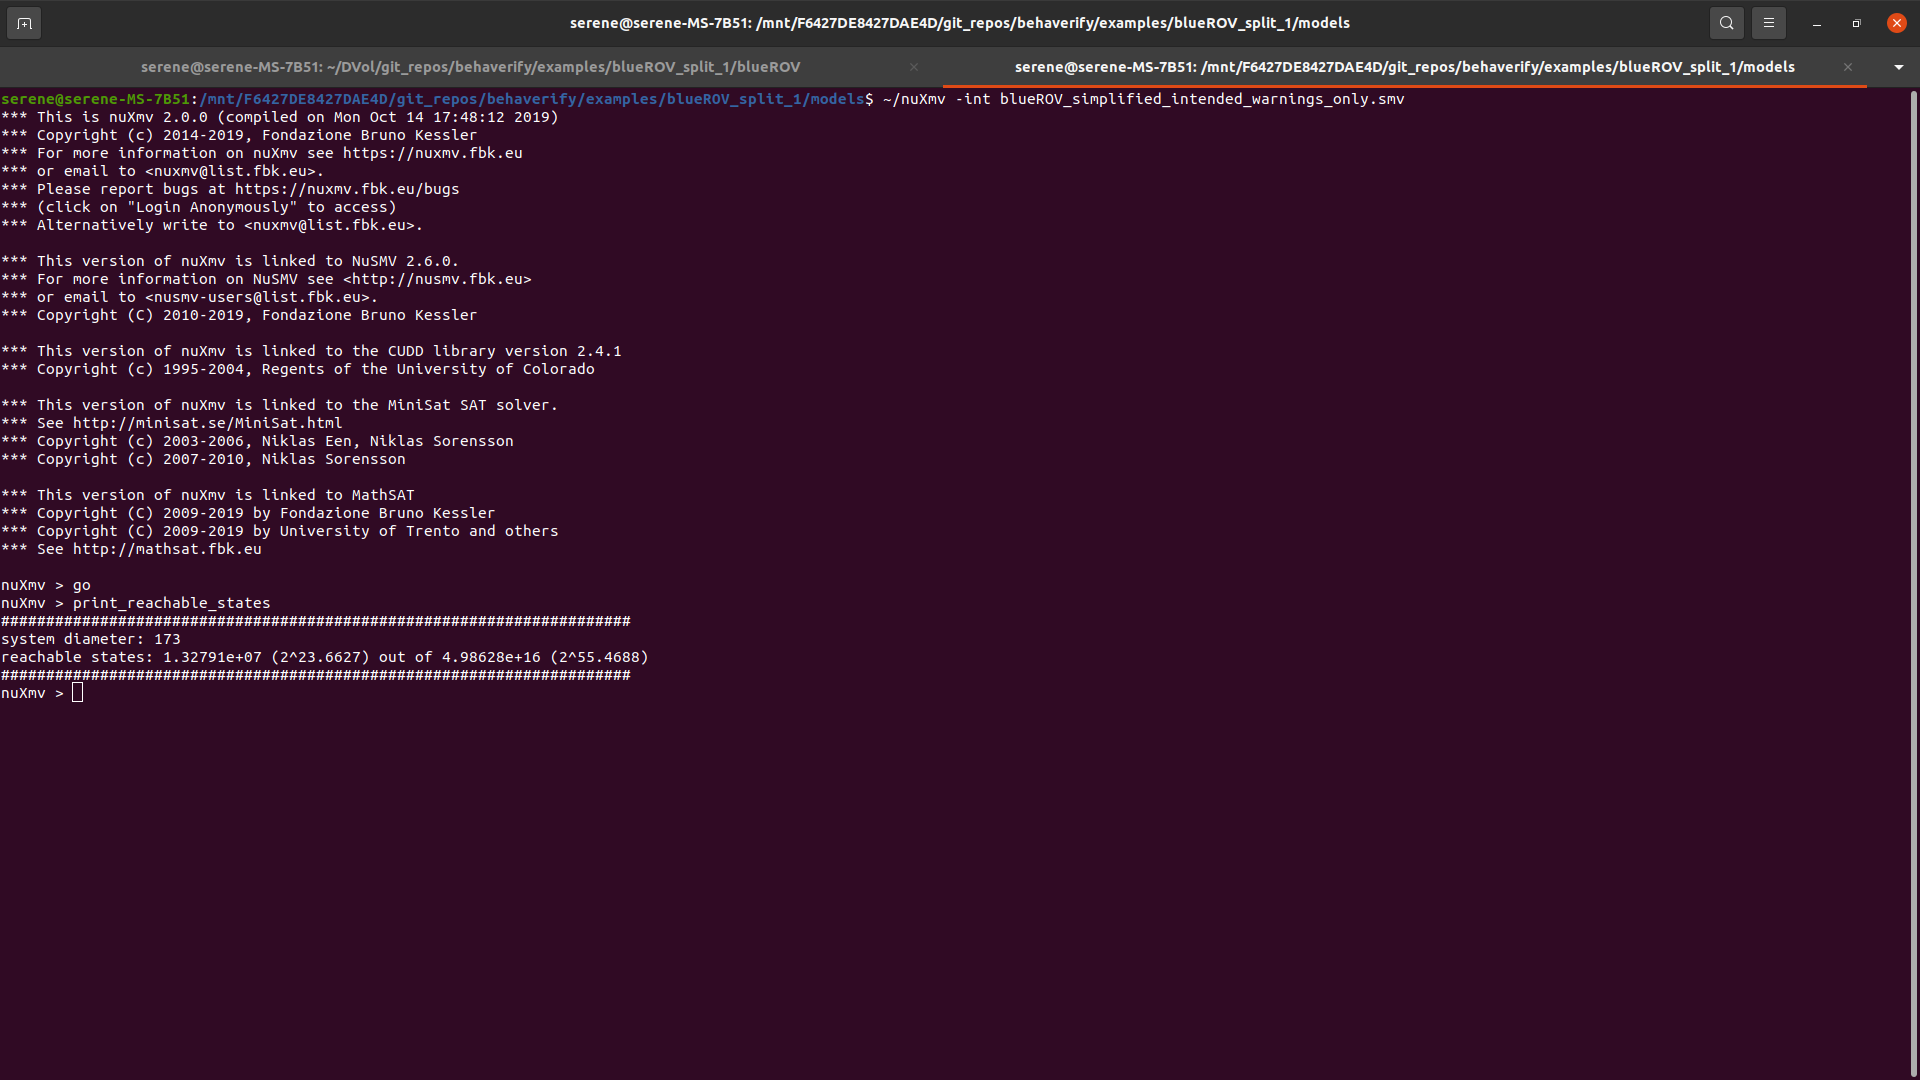 serene@serene-MS-7B51: /mnt/F6427DE8427DAE4D/git_repos/behaverify/examples/blueROV_split_1/models
serene@serene-MS-7B51: ~/DVol/git_repos/behaverify/examples/blueROV_split_1/blueROV
serene@serene-MS-7B51: /mnt/F6427DE8427DAE4D/git_repos/behaverify/examples/blueROV_split_1/models
serene@serene-MS-7B51:/mnt/F6427DE8427DAE4D/git_repos/behaverify/examples/blueROV_split_1/models$ ~/nuXmv -int blueROV_simplified_intended_warnings_only.smv
*** This is nuXmv 2.0.0 (compiled on Mon Oct 14 17:48:12 2019)
*** Copyright (c) 2014-2019, Fondazione Bruno Kessler
*** For more information on nuXmv see https://nuxmv.fbk.eu
*** or email to <nuxmv@list.fbk.eu>.
*** Please report bugs at https://nuxmv.fbk.eu/bugs
*** (click on "Login Anonymously" to access)
*** Alternatively write to <nuxmv@list.fbk.eu>.

*** This version of nuXmv is linked to NuSMV 2.6.0.
*** For more information on NuSMV see <http://nusmv.fbk.eu>
*** or email to <nusmv-users@list.fbk.eu>.
*** Copyright (C) 2010-2019, Fondazione Bruno Kessler

*** This version of nuXmv is linked to the CUDD library version 2.4.1
*** Copyright (c) 1995-2004, Regents of the University of Colorado

*** This version of nuXmv is linked to the MiniSat SAT solver.
*** See http://minisat.se/MiniSat.html
*** Copyright (c) 2003-2006, Niklas Een, Niklas Sorensson
*** Copyright (c) 2007-2010, Niklas Sorensson

*** This version of nuXmv is linked to MathSAT
*** Copyright (C) 2009-2019 by Fondazione Bruno Kessler
*** Copyright (C) 2009-2019 by University of Trento and others
*** See http://mathsat.fbk.eu

nuXmv > go
nuXmv > print_reachable_states
######################################################################
system diameter: 173
reachable states: 1.32791e+07 (2^23.6627) out of 4.98628e+16 (2^55.4688)
######################################################################
nuXmv >